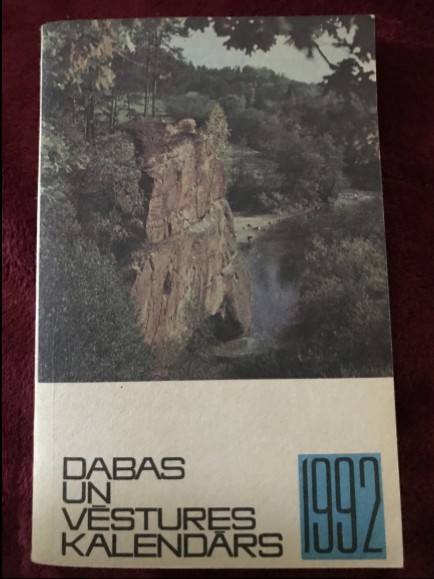 DABAS
UN
VĒSTURES
KALENDĀRS
1992